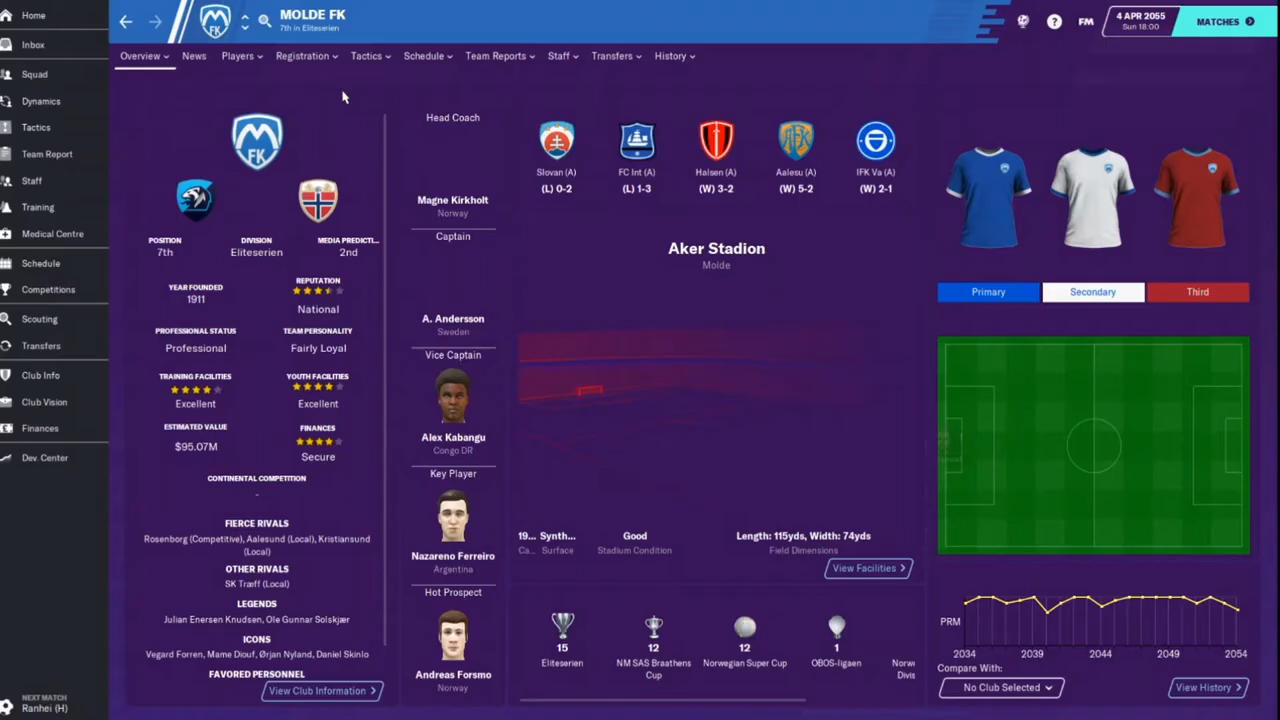 Home
Inbox
Squad
Dynamics
Tactics
Team Report
Staff
Training
Medical Centre
Schedule
Competitions
Scouting
Transfers
Club Info
Club Vision
Finances
Dev. Center
NEXT MATCH
Ranhei (H)
MOLDE FK
7th in Eliteserien
FM
4 APR 2055
Sun 18:00
MATCHES
Overview
News
Players
Registration
Tactics
Schedule
Team Reports
Staff
Transfers
History
M
FK
POSITION
7th
DIVISION
Eliteserien
MEDIA PREDICTI...
2nd
YEAR FOUNDED
1911
REPUTATION
National
PROFESSIONAL STATUS
Professional
TEAM PERSONALITY
Fairly Loyal
TRAINING FACILITIES
Excellent
YOUTH FACILITIES
Excellent
ESTIMATED VALUE
$95.07M
FINANCES
Secure
CONTINENTAL COMPETITION
-
FIERCE RIVALS
Rosenborg (Competitive), Aalesund (Local), Kristiansund
(Local)
OTHER RIVALS
SK Træff (Local)
LEGENDS
Julian Enersen Knudsen, Ole Gunnar Solskjær
ICONS
Vegard Forren, Mame Diouf, Ørjan Nyland, Daniel Skinlo
FAVORED PERSONNEL
View Club Information
Head Coach
Magne Kirkholt
Norway
Captain
A. Andersson
Sweden
Vice Captain
Alex Kabangu
Congo DR
Key Player
Nazareno Ferreiro
Argentina
Hot Prospect
Andreas Forsmo
Norway
Slovan (A)
(L) 0-2
FC Int (A)
(L) 1-3
Halsen (A)
(W) 3-2
Aalesu (A)
(W) 5-2
IFK Va (A)
(W) 2-1
Aker Stadion
Molde
19...
Ca...
Synth...
Surface
Good
Stadium Condition
Length: 115yds, Width: 74yds
Field Dimensions
View Facilities
15
Eliteserien
12
NM SAS Braathens
Cup
12
Norwegian Super Cup
1
OBOS-ligaen
Norw
Divis
Primary
Secondary
Third
PRM
2034
2039
2044
2049
2054
Compare With:
No Club Selected
View History